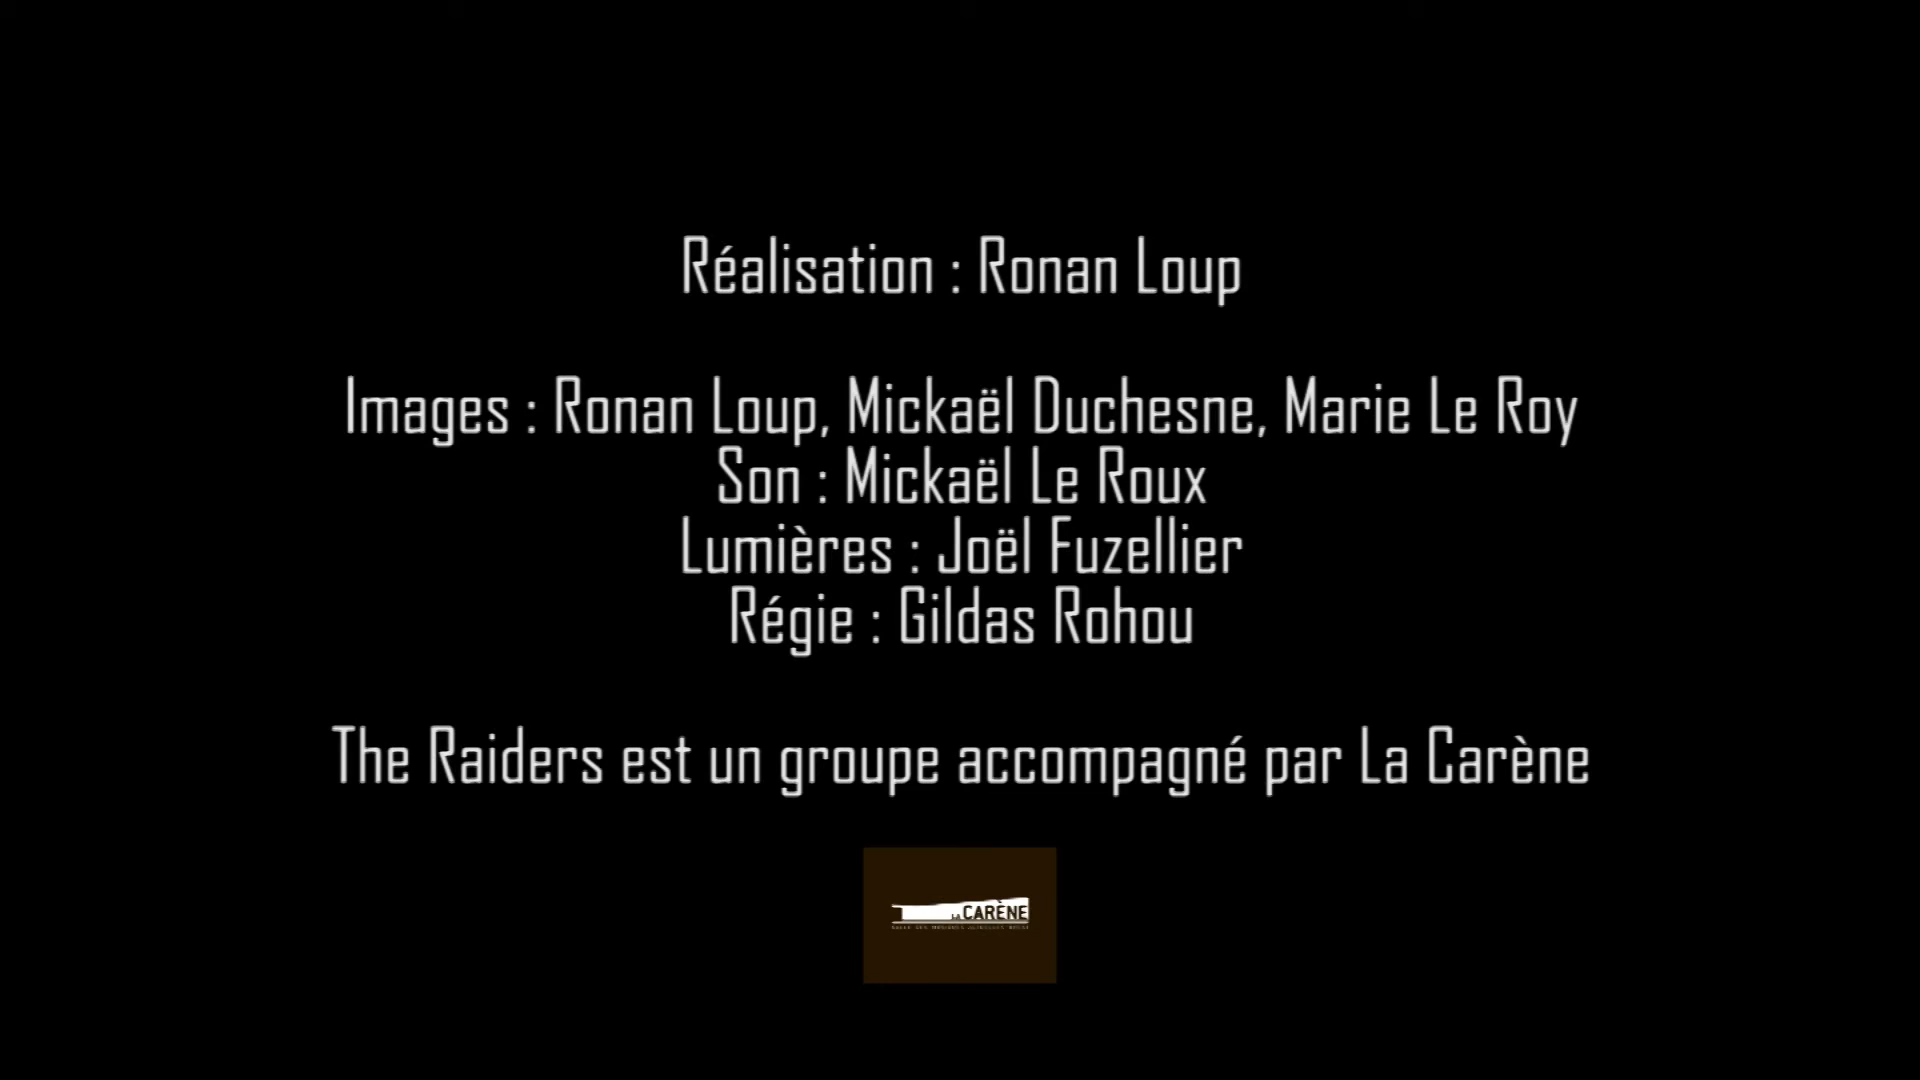 Réalisation : Ronan Loup
Images : Ronan Loup, Mickaël Duchesne, Marie Le Roy
Son : Mickaël Le Roux
Lumières : Joël Fuzellier
Régie : Gildas Rohou
The Raiders est un groupe accompagné par La Carène
LA CARÈNE